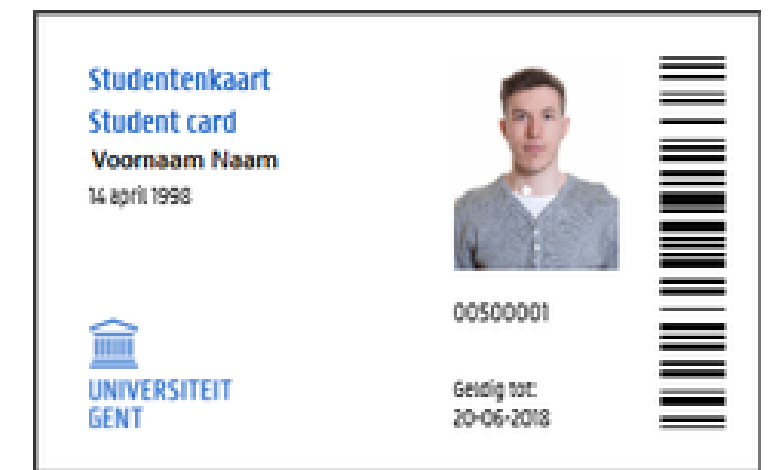 Studentenkaart
Student card
Voornaam Naam
14 april 1998
00500001
UNIVERSITEIT
GENT
Geldig tot:
20-06-2018